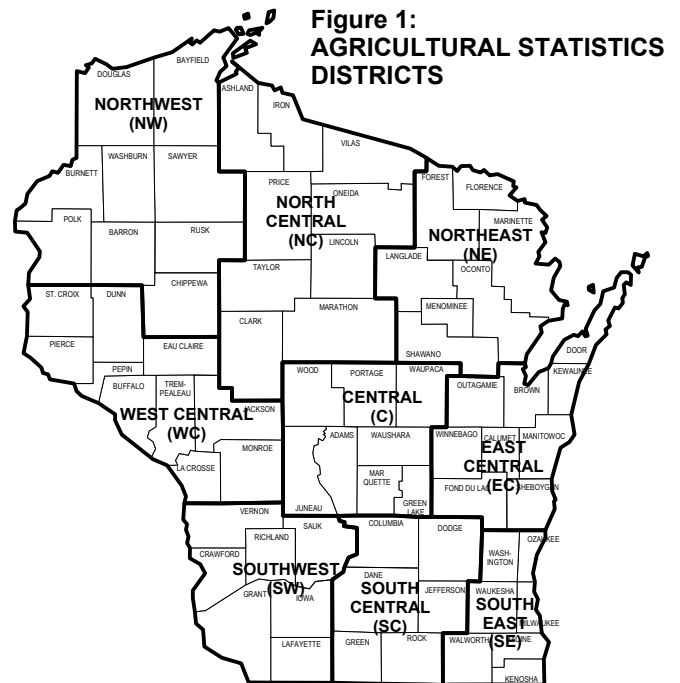 Figure 1:
AGRICULTURAL STATISTICS
DISTRICTS
BAYFIELD
DOUGLAS
ASHLAND
NORTHWEST
(NW)
IRON
VILAS
BURNETT
WASHBURN
SAWYER
PRICE
ONEIDA
FOREST
FLORENCE
POLK
BARRON
RUSK
NORTH
CENTRAL
(NC)
LINCOLN
MARINETTE
NORTHEAST
(NE)
LANGLADE
OCONTO
TAYLOR
CHIPPEWA
ST. CROIX
DUNN
MENOMINEE
MARATHON
CLARK
PIERCE
EAU CLAIRE
SHAWANO
DOOR
PEPIN
WOOD
PORTAGE
WAUPACA
KEWAUNEE
BUFFALO
TREM-
PEALEAU
OUTAGAMIE
BROWN
CENTRAL
(C)
JACKSON
WEST CENTRAL
(WC)
ADAMS
WAUSHARA
WINNEBAGO
CALUMET
MANITOWOC
MONROE
EAST
CENTRAL
(EC)
LA CROSSE
MAR
QUETTE
FOND DU LAC
SHEBOYGAN
GREEN
LAKE
JUNEAU
VERNON
SAUK
COLUMBIA
DODGE
RICHLAND
OZAUKEE
CRAWFORD
WASH-
INGTON
SOUTHWEST
(SW)
DANE
GRANT
IOWA
SOUTH
CENTRAL
(SC)
JEFFERSON
WAUKESHA
MILWAUKEE
SOUTH
EAST
(SE)
LAFAYETTE
GREEN
ROCK
WALWORTH
RACINE
KENOSHA